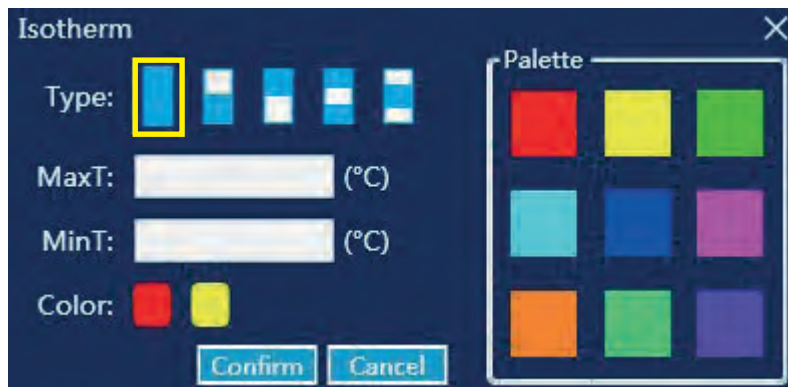 Isotherm
Type:
MaxT: (°C)
MinT: (°C)
Color:
Confirm Cancel
Palette